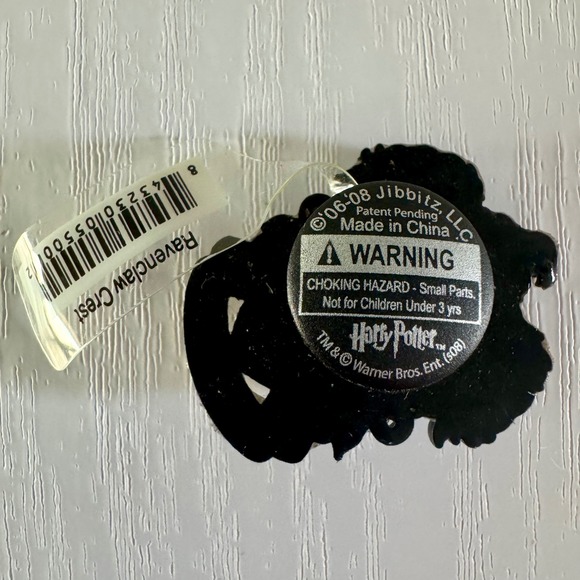 ©'06-'08 Jibbitz, LLC
Patent Pending
Made in China
WARNING
CHOKING HAZARD - Small Parts.
Not for Children Under 3 yrs
Harry Potter™
TM & © Warner Bros. Ent. (s08)
Ravenclaw Crest